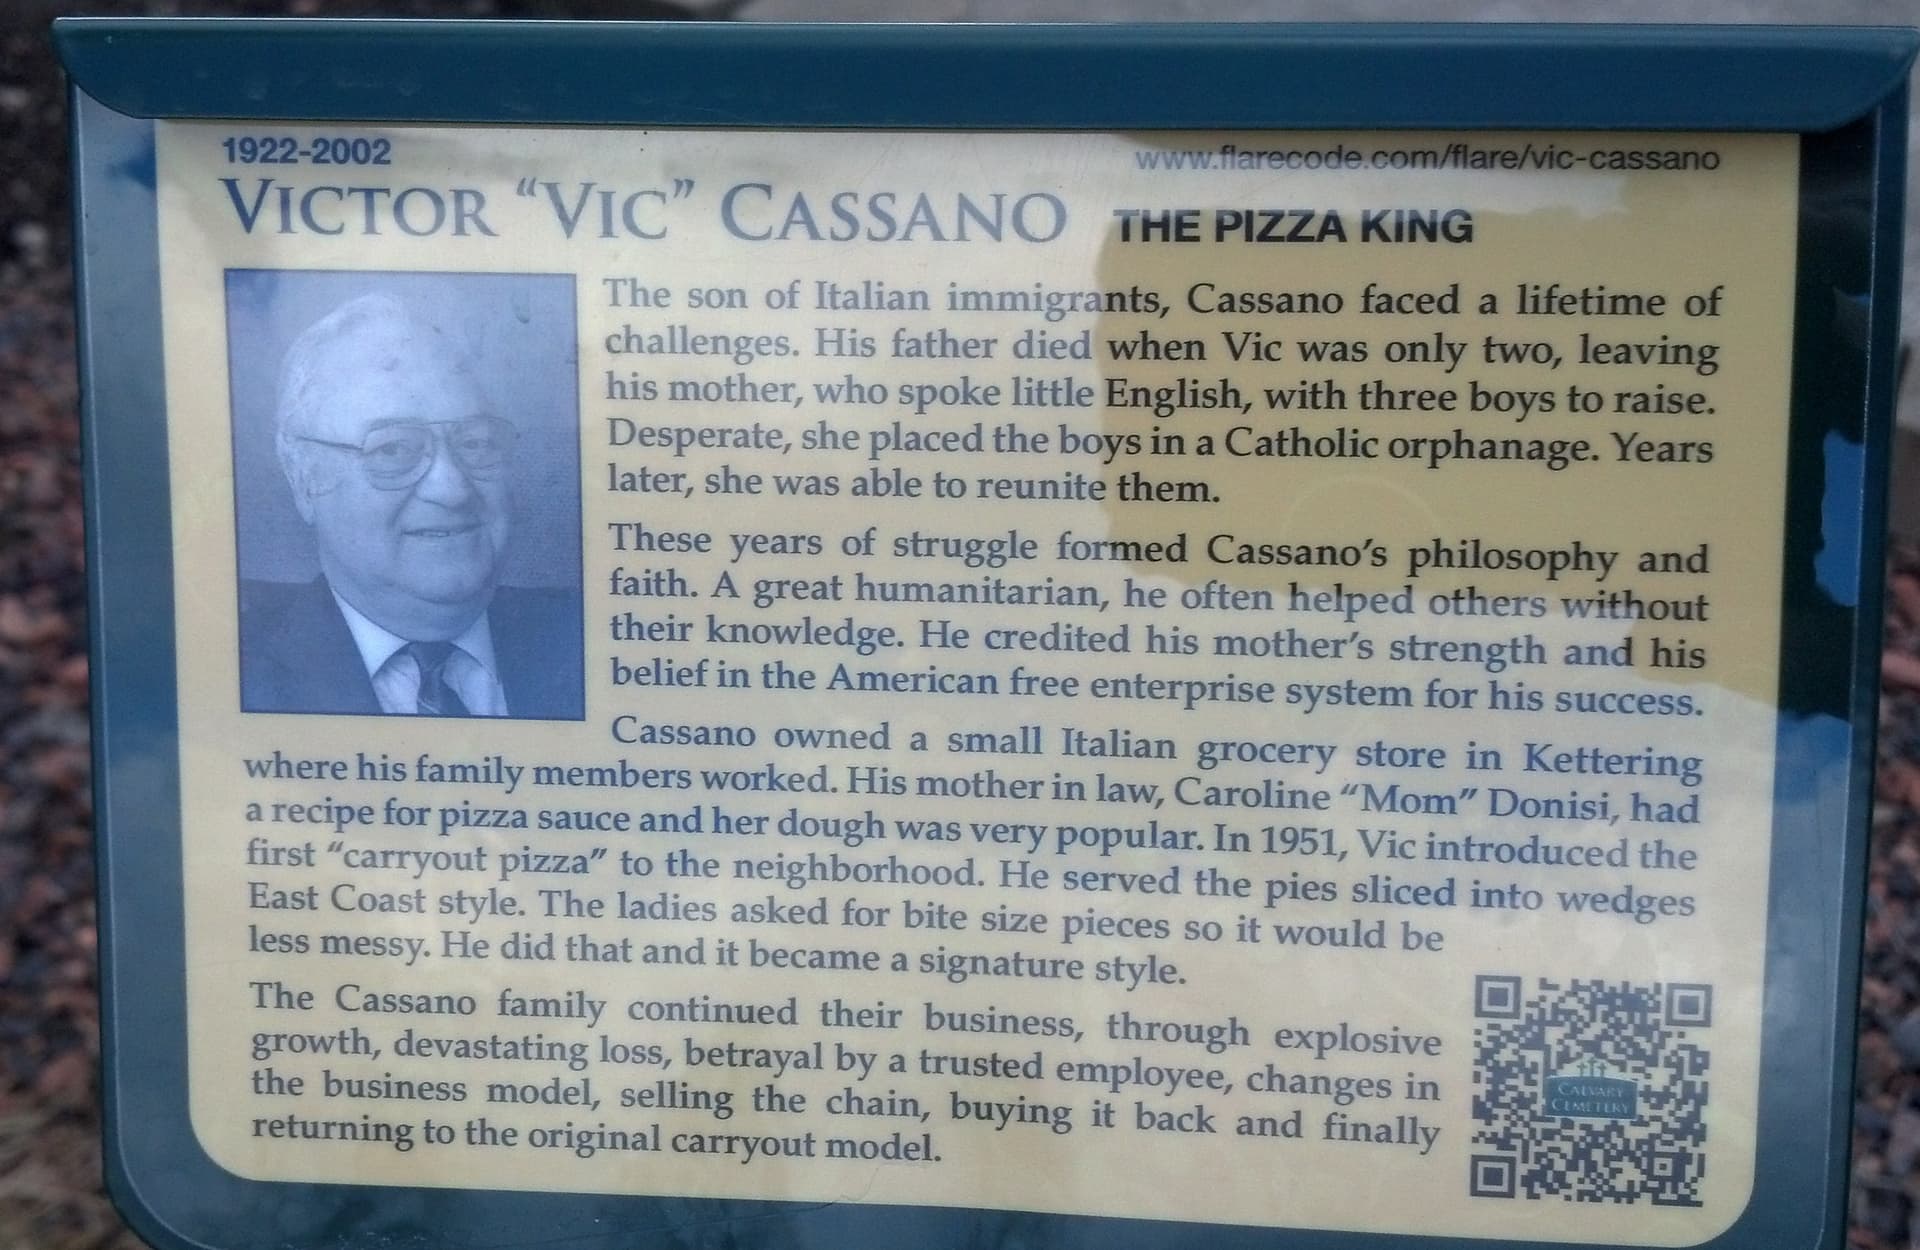 1922-2002
www.flarecode.com/flare/vic-cassano
VICTOR “VIC” CASSANO THE PIZZA KING
The son of Italian immigrants, Cassano faced a lifetime of
challenges. His father died when Vic was only two, leaving
his mother, who spoke little English, with three boys to raise.
Desperate, she placed the boys in a Catholic orphanage. Years
later, she was able to reunite them.
These years of struggle formed Cassano’s philosophy and
faith. A great humanitarian, he often helped others without
their knowledge. He credited his mother’s strength and his
belief in the American free enterprise system for his success.
Cassano owned a small Italian grocery store in Kettering
where his family members worked. His mother in law, Caroline “Mom” Donisi, had
a recipe for pizza sauce and her dough was very popular. In 1951, Vic introduced the
first “carryout pizza” to the neighborhood. He served the pies sliced into wedges
East Coast style. The ladies asked for bite size pieces so it would be
less messy. He did that and it became a signature style.
The Cassano family continued their business, through explosive
growth, devastating loss, betrayal by a trusted employee, changes in
the business model, selling the chain, buying it back and finally
returning to the original carryout model.
CALVARY
CEMETERY